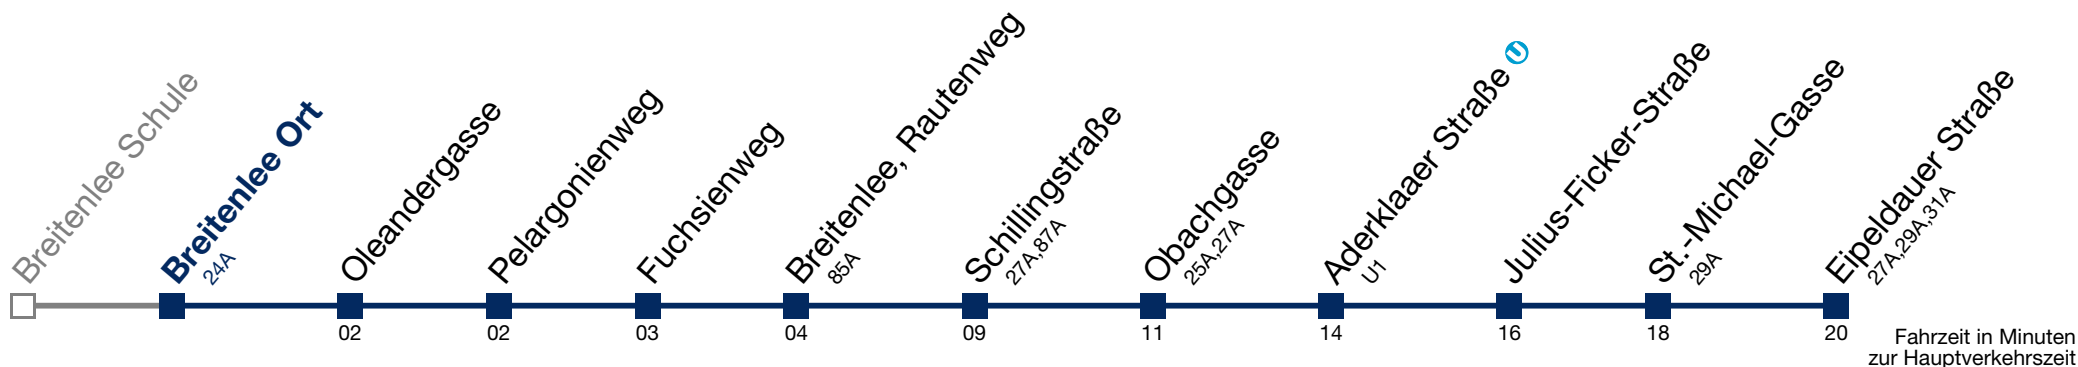 Breitenlee Schule
Breitenlee Ort
24A
Oleandergasse
02
Pelargonienweg
02
Fuchsienweg
03
Breitenlee, Rautenweg
85A
04
Schillingstraße
27A,87A
09
Obachgasse
25A,27A
11
Aderklaaer Straße U
U1
14
Julius-Ficker-Straße
16
St.-Michael-Gasse
29A
18
Eipeldauer Straße
27A,29A,31A
20
Fahrzeit in Minuten
zur Hauptverkehrszeit